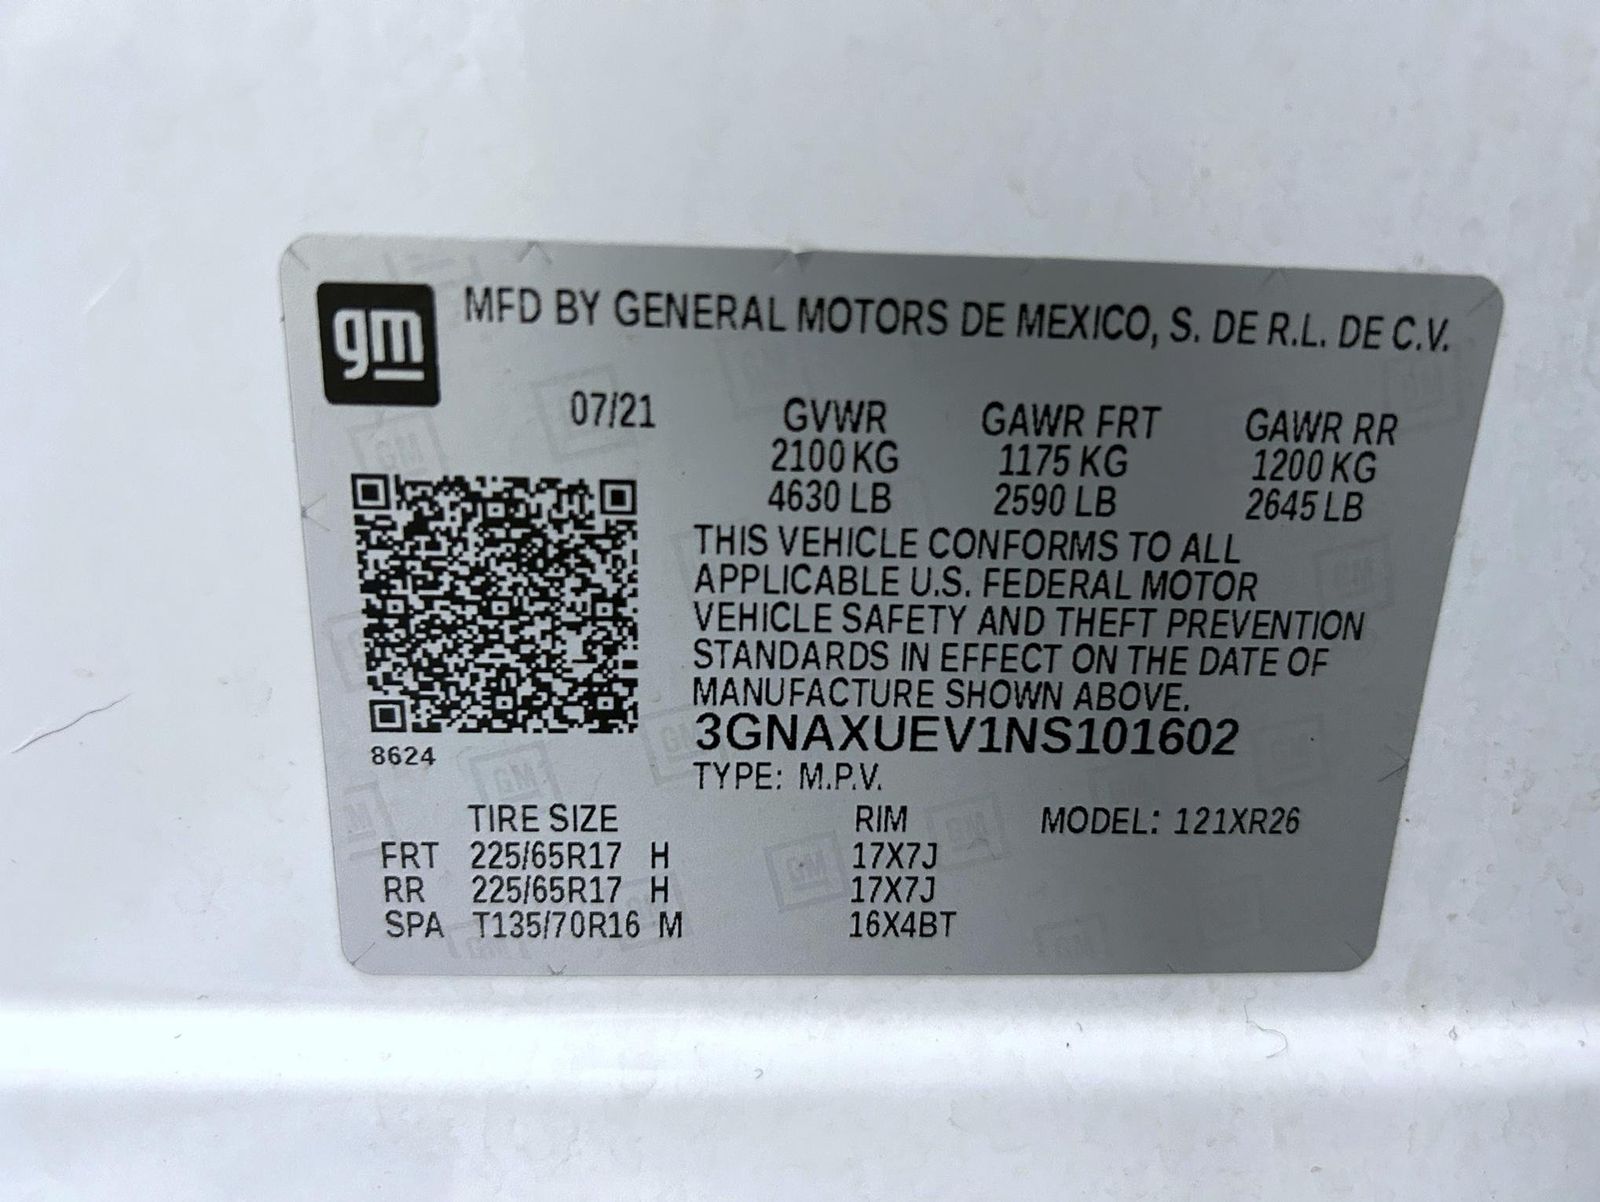 gm MFD BY GENERAL MOTORS DE MEXICO, S. DE R.L. DE C.V.
07/21 GVWR GAWR FRT GAWR RR
2100 KG 1175 KG 1200 KG
4630 LB 2590 LB 2645 LB
THIS VEHICLE CONFORMS TO ALL
APPLICABLE U.S. FEDERAL MOTOR
VEHICLE SAFETY AND THEFT PREVENTION
STANDARDS IN EFFECT ON THE DATE OF
MANUFACTURE SHOWN ABOVE.
3GNAXUEV1NS101602
8624
TYPE: M.P.V.
TIRE SIZE RIM MODEL: 121XR26
FRT 225/65R17 H 17X7J
RR 225/65R17 H 17X7J
SPA T135/70R16 M 16X4BT